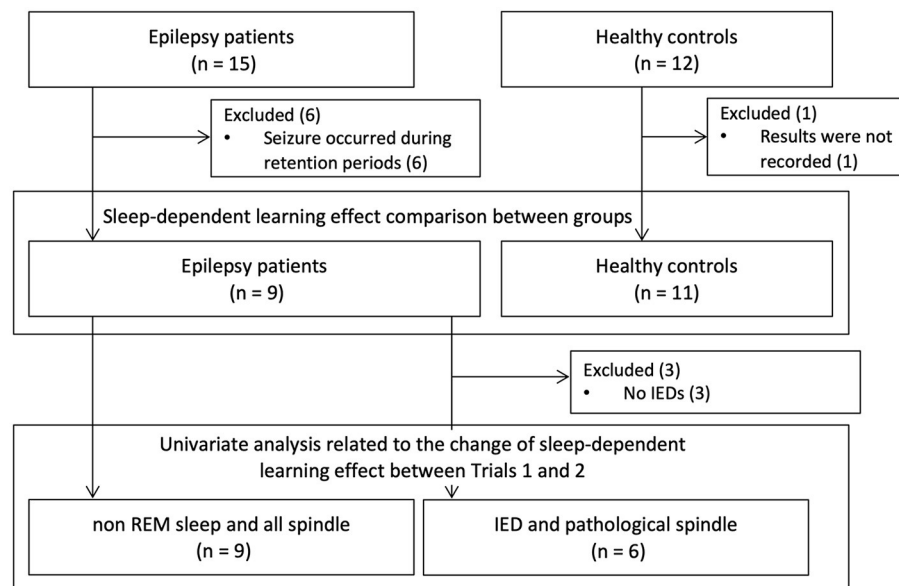 Epilepsy patients
(n = 15)
Healthy controls
(n = 12)
Excluded (6)
• Seizure occurred during
retention periods (6)
Excluded (1)
• Results were not
recorded (1)
Sleep-dependent learning effect comparison between groups
Epilepsy patients
(n = 9)
Healthy controls
(n = 11)
Excluded (3)
• No IEDs (3)
Univariate analysis related to the change of sleep-dependent
learning effect between Trials 1 and 2
non REM sleep and all spindle
(n = 9)
IED and pathological spindle
(n = 6)